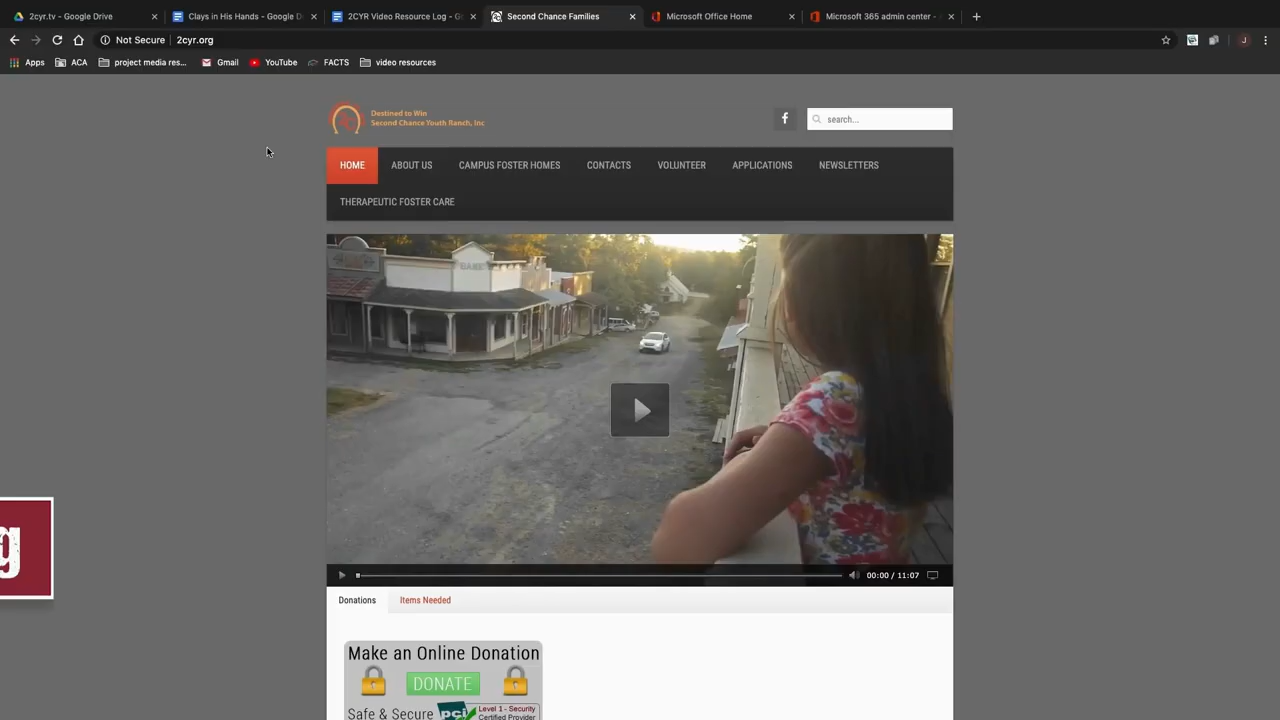 2cyr.tv - Google Drive
Clays in His Hands - Google D
2CYR Video Resource Log - G
Second Chance Families
Microsoft Office Home
Microsoft 365 admin center -
Not Secure
2cyr.org
J
Apps
ACA
project media res...
Gmail
YouTube
FACTS
video resources
Destined to Win
Second Chance Youth Ranch, Inc
f
search...
HOME
ABOUT US
CAMPUS FOSTER HOMES
CONTACTS
VOLUNTEER
APPLICATIONS
NEWSLETTERS
THERAPEUTIC FOSTER CARE
g
00:00 / 11:07
Donations
Items Needed
Make an Online Donation
DONATE
Safe & Secure
pci
Level 1 - Security
Certified Provider